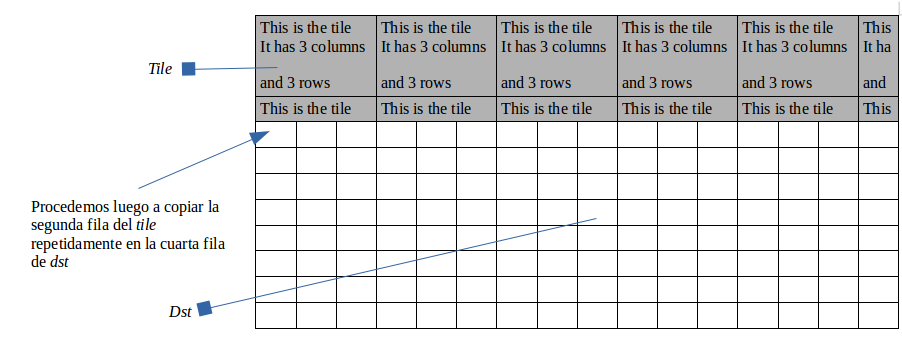 This is the tile This is the tile This is the tile This is the tile This is the tile This
It has 3 columns It has 3 columns It has 3 columns It has 3 columns It has 3 columns It ha
Tile
and 3 rows and 3 rows and 3 rows and 3 rows and 3 rows and
This is the tile This is the tile This is the tile This is the tile This is the tile This
Procedemos luego a copiar la
segunda fila del tile
repetidamente en la cuarta fila
de dst
Dst